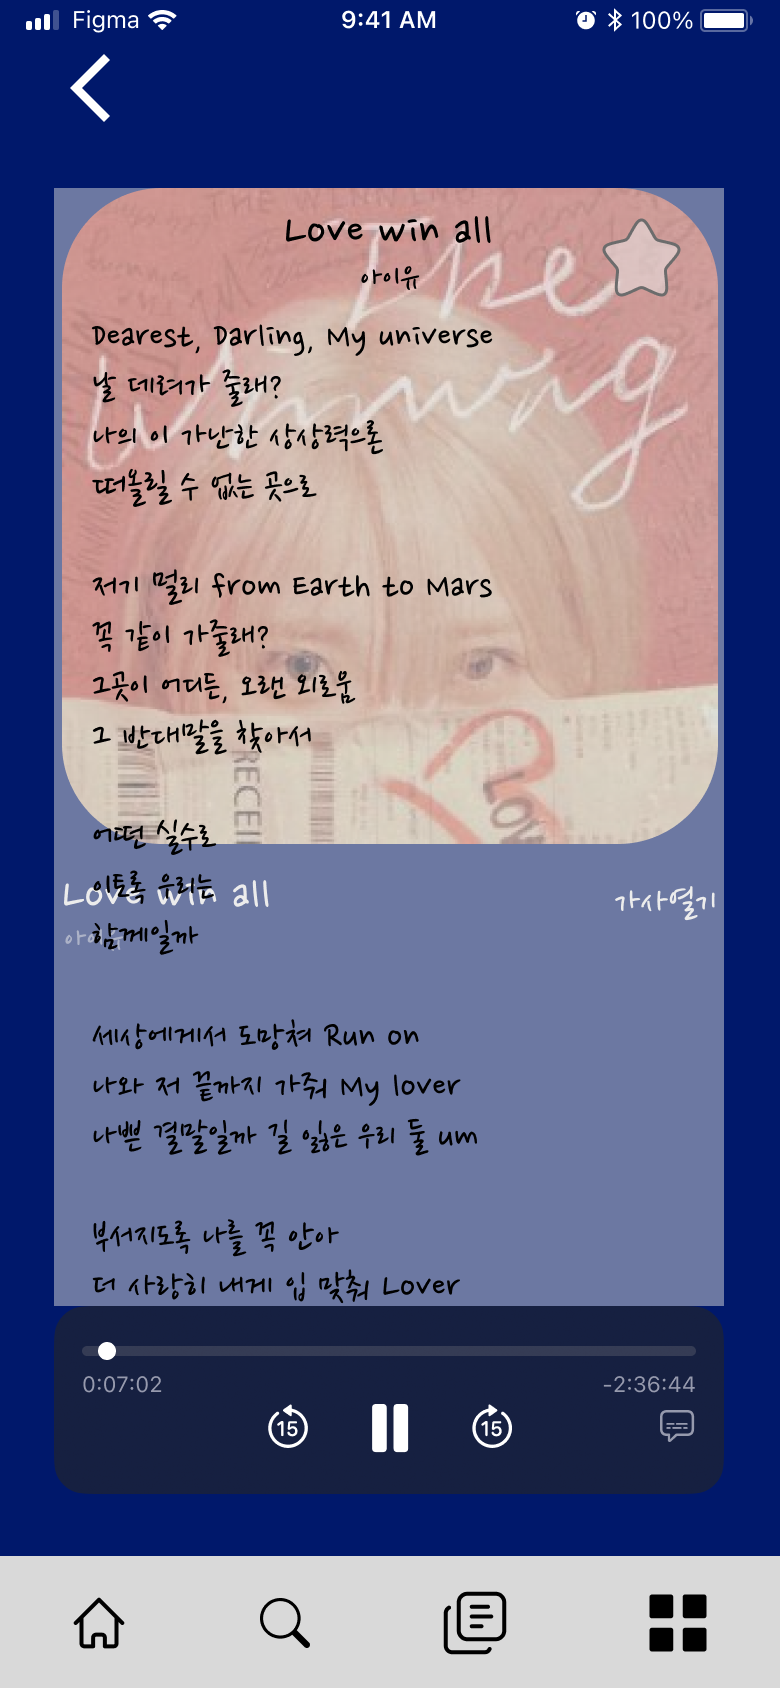 Figma 9:41 AM 100%
THE WINNING
Love win all
아이유
The
Winning
Dearest, Darling, My universe
날 데려가 줄래?
나의 이 가난한 상상력으론
떠올릴 수 없는 곳으로
저기 멀리 from Earth to Mars
꼭 같이 가줄래?
그곳이 어디든, 오랜 외로움
그 반대말을 찾아서
RECEI
LOV
어떤 실수로
이토록 우리는
함께일까
Love win all 가사열기
아이유
세상에게서 도망쳐 Run on
나와 저 끝까지 가줘 My lover
나쁜 결말일까 길 잃은 우리 둘 um
부서지도록 나를 꼭 안아
더 사랑히 내게 입 맞춰 Lover
0:07:02 -2:36:44
15 15